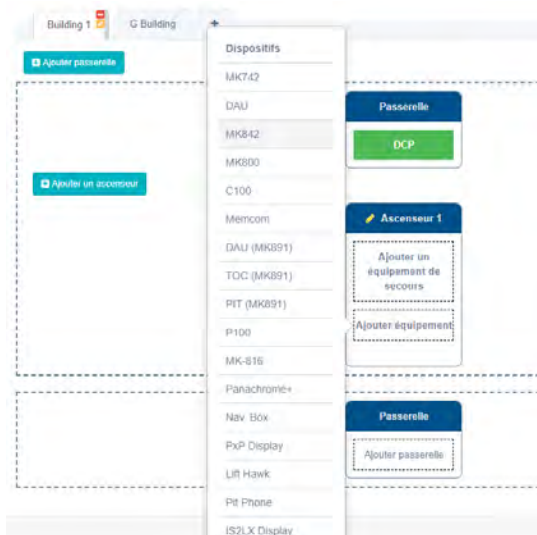 Building 1
G Building
+
Ajouter passerelle
Ajouter un ascenseur
Dispositifs
MK742
DAU
MK842
MK800
C100
Memcom
DAU (MK891)
TOC (MK891)
PIT (MK891)
P100
MK-816
Panachrome+
Nav Box
PxP Display
Lift Hawk
Pit Phone
IS2LX Display
Passerelle
DCP
Ascenseur 1
Ajouter un
équipement de
secours
Ajouter équipement
Passerelle
Ajouter passerelle